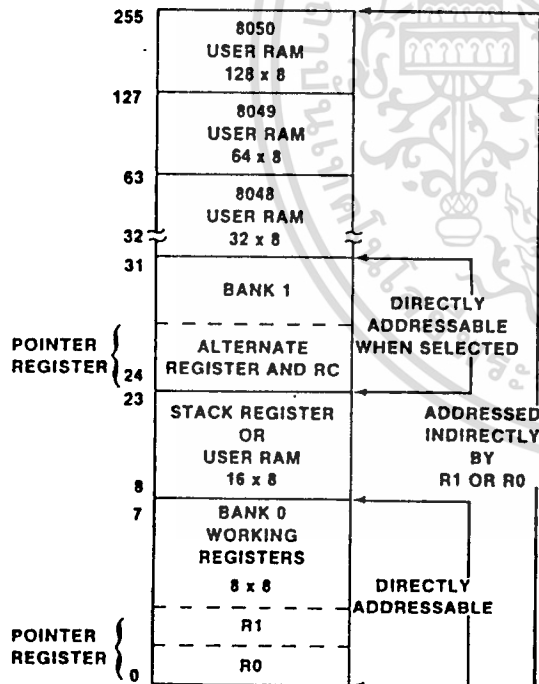 255
8050
USER RAM
128 x 8
127
8049
USER RAM
64 x 8
63
8048
USER RAM
32 x 8
32
31
BANK 1
DIRECTLY
ADDRESSABLE
WHEN SELECTED
ALTERNATE
REGISTER AND RC
POINTER
REGISTER
24
23
STACK REGISTER
OR
USER RAM
16 x 8
ADDRESSED
INDIRECTLY
BY
R1 OR R0
8
7
BANK 0
WORKING
REGISTERS
8 x 8
DIRECTLY
ADDRESSABLE
R1
POINTER
REGISTER
R0
0